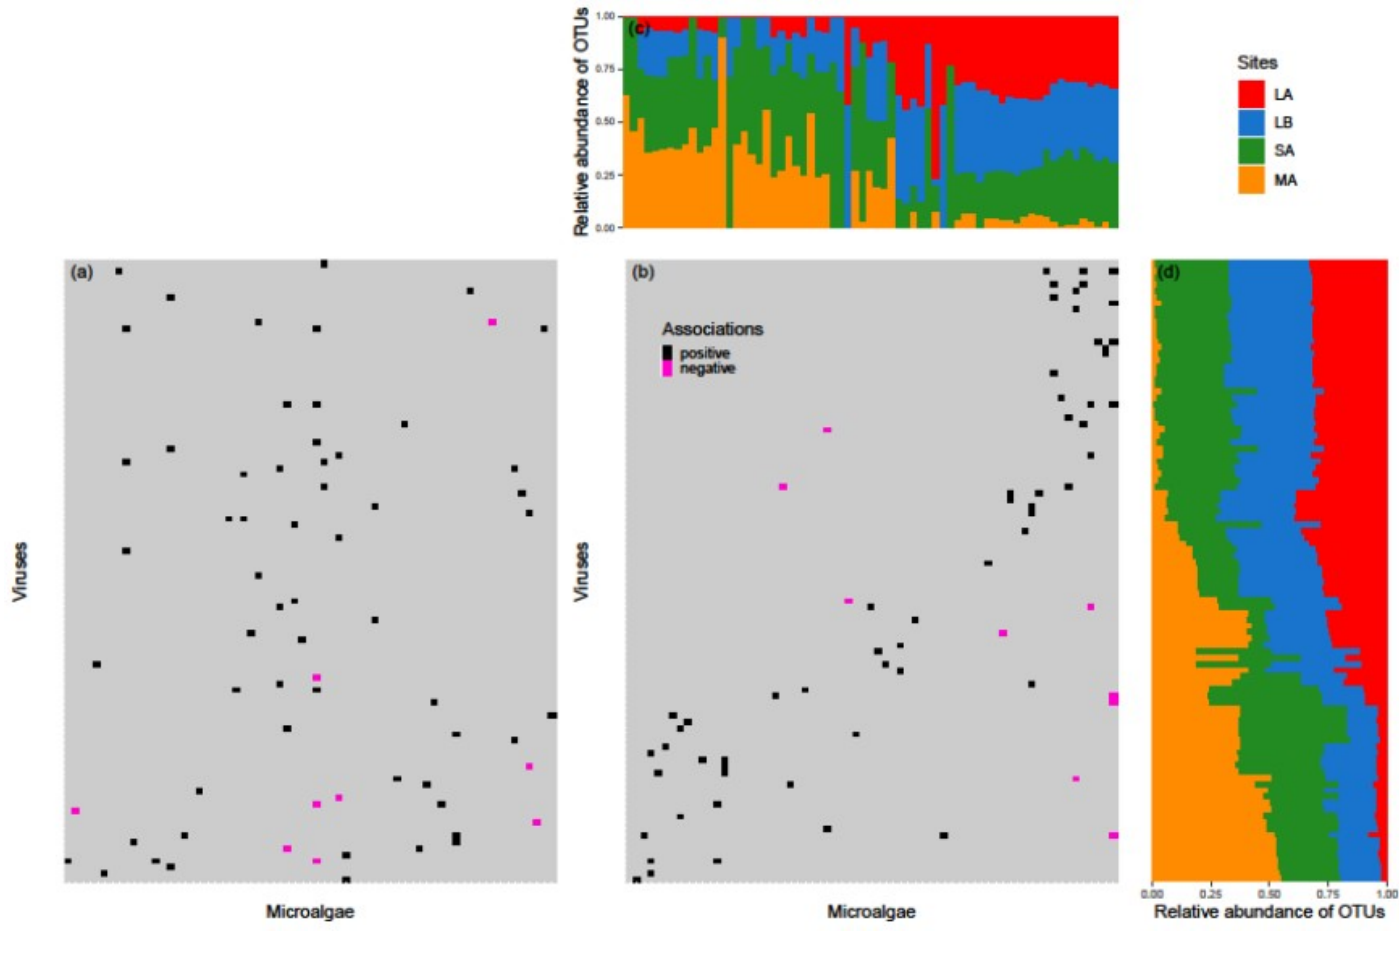 Relative abundance of OTUs
1.00
0.75
0.50
0.25
0.00
(c)
Sites
LA
LB
SA
MA
(a)
Viruses
Microalgae
(b)
Associations
positive
negative
Viruses
Microalgae
(d)
0.00 0.25 0.50 0.75 1.00
Relative abundance of OTUs